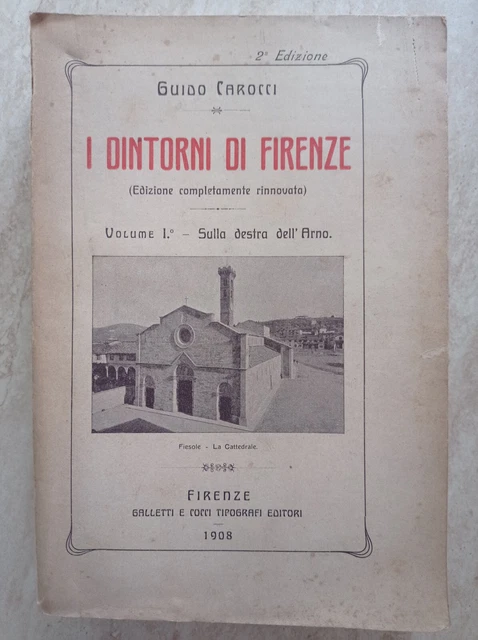 2ª Edizione
Guido Carocci
I DINTORNI DI FIRENZE
(Edizione completamente rinnovata)
Volume I.º – Sulla destra dell'Arno.
Fiesole - La Cattedrale.
Firenze
GALLETTI E COCCI TIPOGRAFI EDITORI
1908